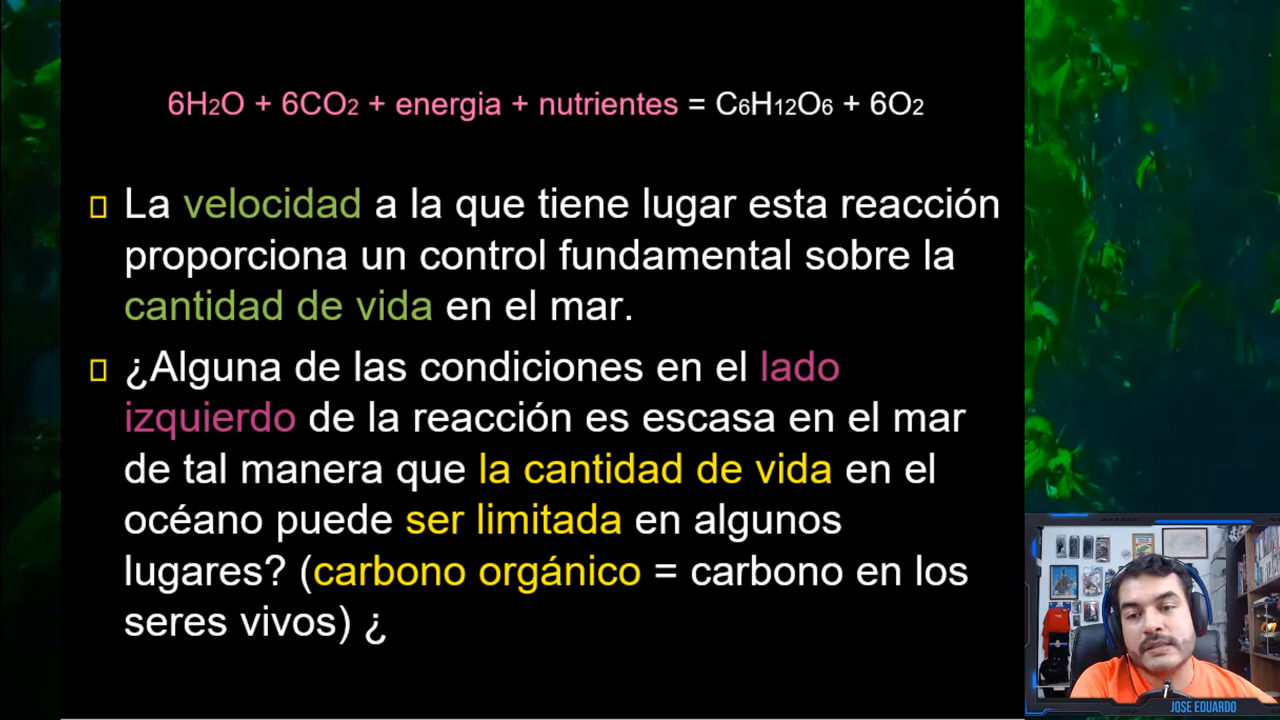 6H2O + 6CO2 + energia + nutrientes = C6H12O6 + 6O2
La velocidad a la que tiene lugar esta reacción
proporciona un control fundamental sobre la
cantidad de vida en el mar.
¿Alguna de las condiciones en el lado
izquierdo de la reacción es escasa en el mar
de tal manera que la cantidad de vida en el
océano puede ser limitada en algunos
lugares? (carbono orgánico = carbono en los
seres vivos) ¿
JOSE EDUARDO